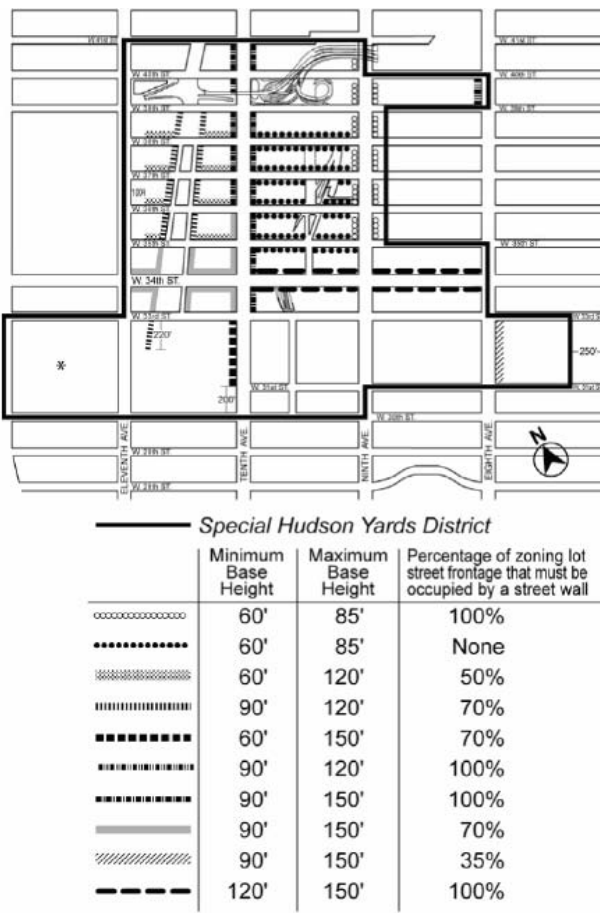 W. 41st ST.
W. 41st ST.
W. 40th ST.
W. 40th ST.
W. 39th ST.
W. 39th ST.
W. 38th ST.
W. 37th ST.
100ft
W. 36th ST.
W. 35th ST.
W. 35th ST.
W. 34th ST.
W. 33rd ST.
W. 33rd ST.
220'
250'
*
W. 31st ST.
W. 31st ST.
200'
W. 30th ST.
N
W. 29th ST.
W. 28th ST.
ELEVENTH AVE.
TENTH AVE.
NINTH AVE.
EIGHTH AVE.
Special Hudson Yards District
Minimum Base Height
Maximum Base Height
Percentage of zoning lot street frontage that must be occupied by a street wall
60' 85' 100%
60' 85' None
60' 120' 50%
90' 120' 70%
60' 150' 70%
90' 120' 100%
90' 150' 100%
90' 150' 70%
90' 150' 35%
120' 150' 100%